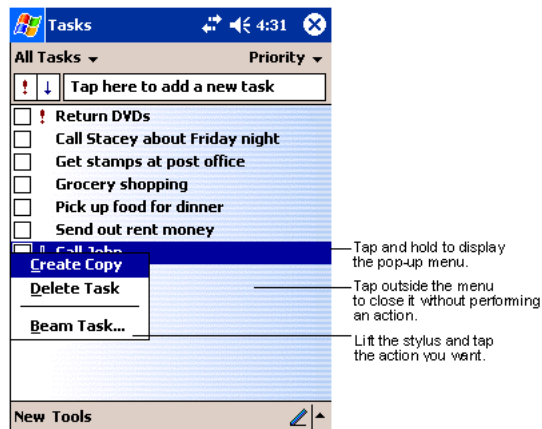 Tasks 4:31
All Tasks Priority
! ↓ Tap here to add a new task
! Return DVDs
Call Stacey about Friday night
Get stamps at post office
Grocery shopping
Pick up food for dinner
Send out rent money
Call John
Create Copy
Delete Task
Beam Task...
Tap and hold to display
the pop-up menu.
Tap outside the menu
to close it without performing
an action.
Lift the stylus and tap
the action you want.
New Tools